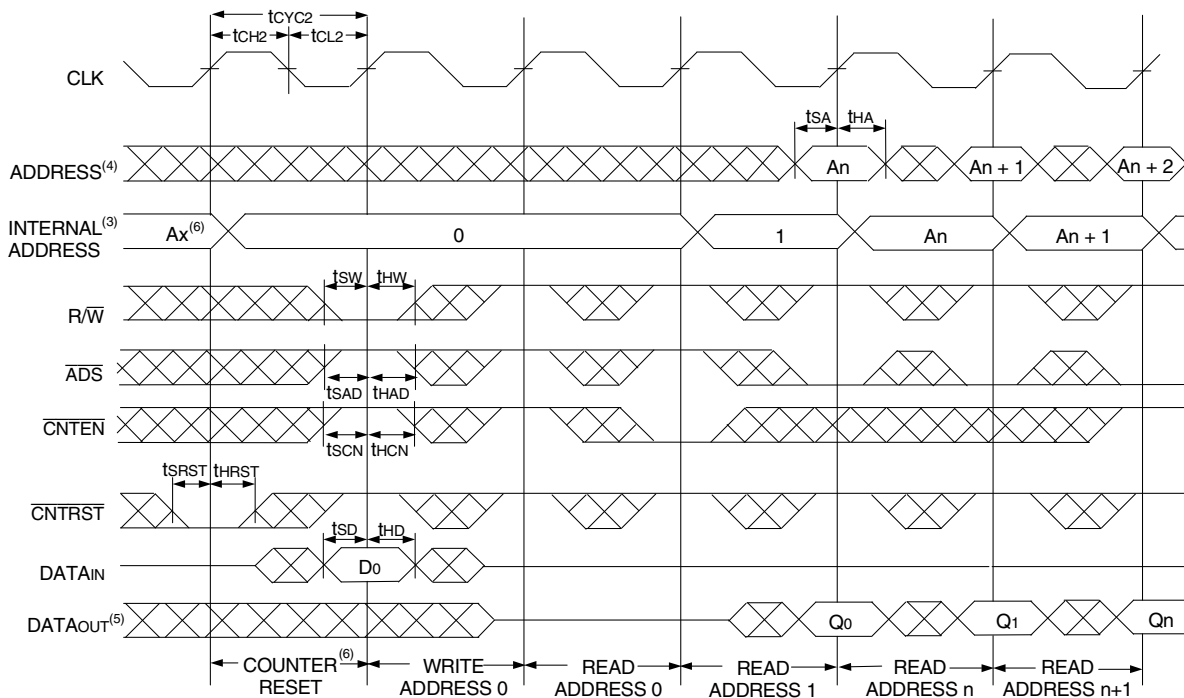 tCYC2
tCH2 tCL2
CLK
tSA tHA
ADDRESS(4) An An + 1 An + 2
INTERNAL(3)
ADDRESS
Ax(6) 0 1 An An + 1
tSW tHW
R/W̅
A̅D̅S̅
tSAD tHAD
C̅N̅T̅E̅N̅
tSCN tHCN
tSRST tHRST
C̅N̅T̅R̅S̅T̅
tSD tHD
DATAIN D0
DATAOUT(5) Q0 Q1 Qn
COUNTER(6)
RESET
WRITE
ADDRESS 0
READ
ADDRESS 0
READ
ADDRESS 1
READ
ADDRESS n
READ
ADDRESS n+1